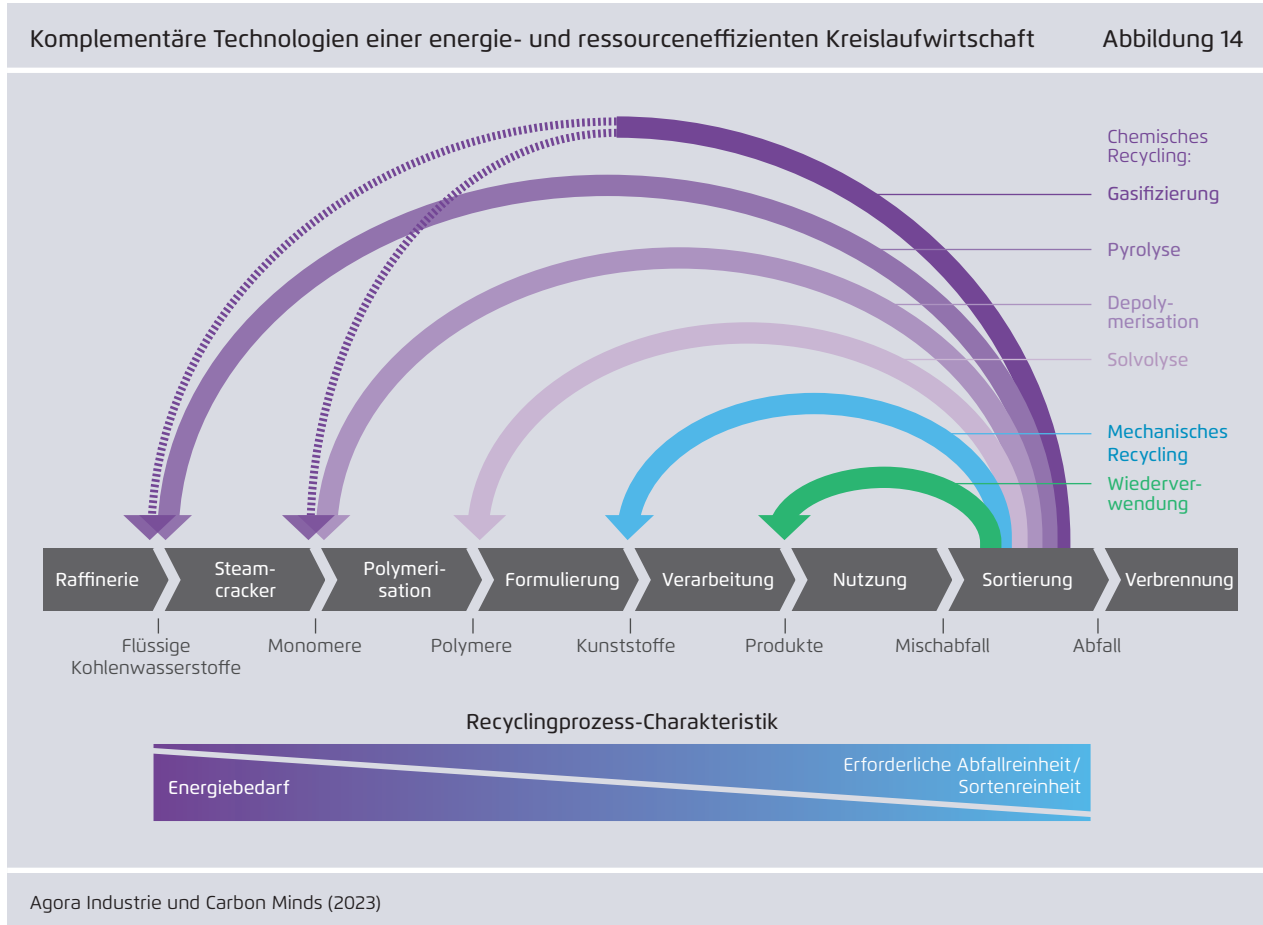 Komplementäre Technologien einer energie- und ressourceneffizienten Kreislaufwirtschaft Abbildung 14
Chemisches
Recycling:
Gasifizierung
Pyrolyse
Depoly-
merisation
Solvolyse
Mechanisches
Recycling
Wiederver-
wendung
Raffinerie
Steam-
cracker
Polymeri-
sation
Formulierung
Verarbeitung
Nutzung
Sortierung
Verbrennung
Flüssige
Kohlenwasserstoffe
Monomere
Polymere
Kunststoffe
Produkte
Mischabfall
Abfall
Recyclingprozess-Charakteristik
Energiebedarf
Erforderliche Abfallreinheit/
Sortenreinheit
Agora Industrie und Carbon Minds (2023)